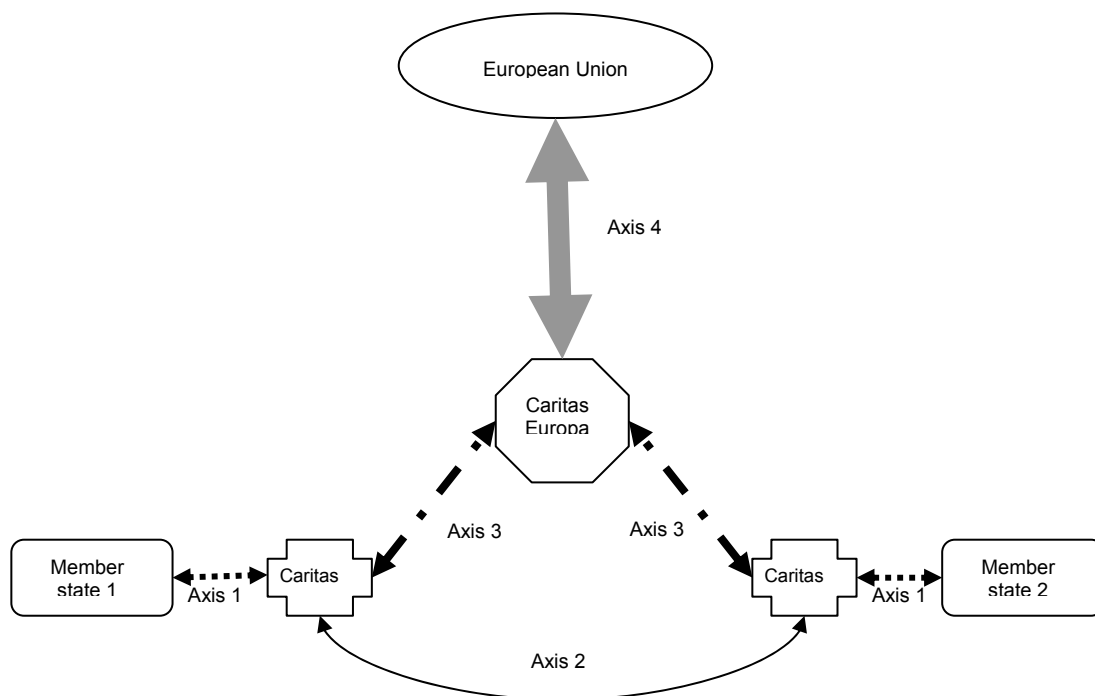 European Union
Axis 4
Caritas
Europa
Axis 3
Axis 3
Member
state 1
Axis 1
Caritas
Caritas
Axis 1
Member
state 2
Axis 2